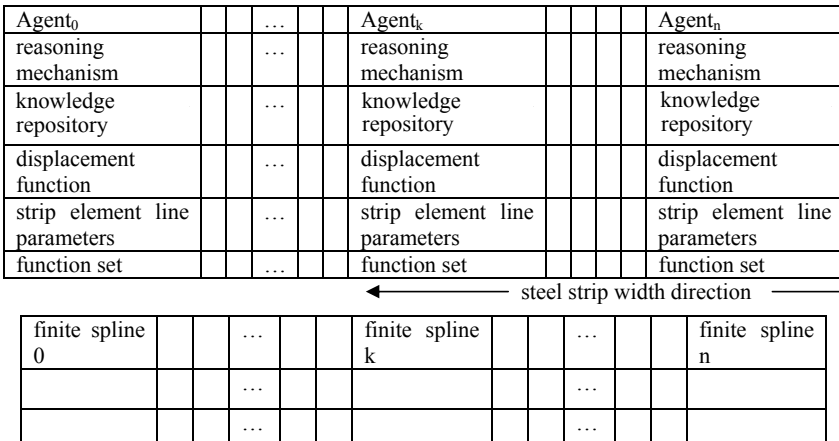 Agent₀ … Agentₖ Agentₙ
reasoning … reasoning reasoning
mechanism mechanism mechanism
knowledge … knowledge knowledge
repository repository repository
displacement … displacement displacement
function function function
strip element line … strip element line strip element line
parameters parameters parameters
function set … function set function set
steel strip width direction
finite spline … finite spline … finite spline
0 k n
… …
… …